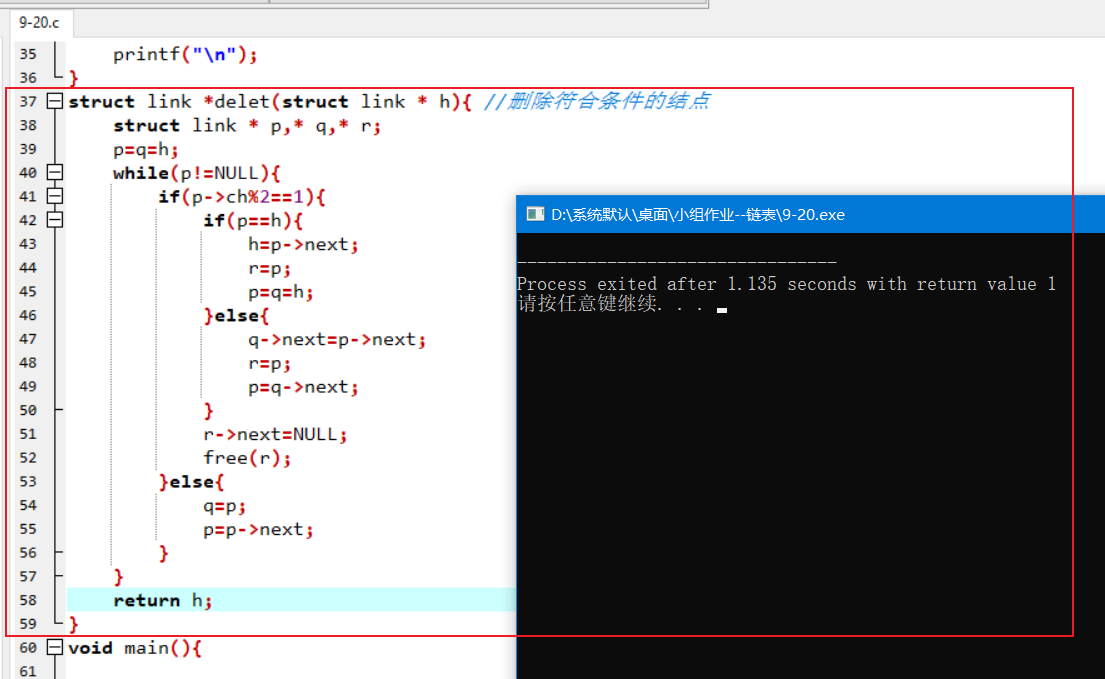 9-20.c
35 printf("\n");
36 }
37 struct link *delet(struct link * h){ //删除符合条件的结点
38 struct link * p,* q,* r;
39 p=q=h;
40 while(p!=NULL){
41 if(p->ch%2==1){
42 if(p==h){
43 h=p->next;
44 r=p;
45 p=q=h;
46 }else{
47 q->next=p->next;
48 r=p;
49 p=q->next;
50 }
51 r->next=NULL;
52 free(r);
53 }else{
54 q=p;
55 p=p->next;
56 }
57 }
58 return h;
59 }
60 void main(){
61
D:\系统默认\桌面\小组作业--链表\9-20.exe
--------------------------------
Process exited after 1.135 seconds with return value 1
请按任意键继续. . .